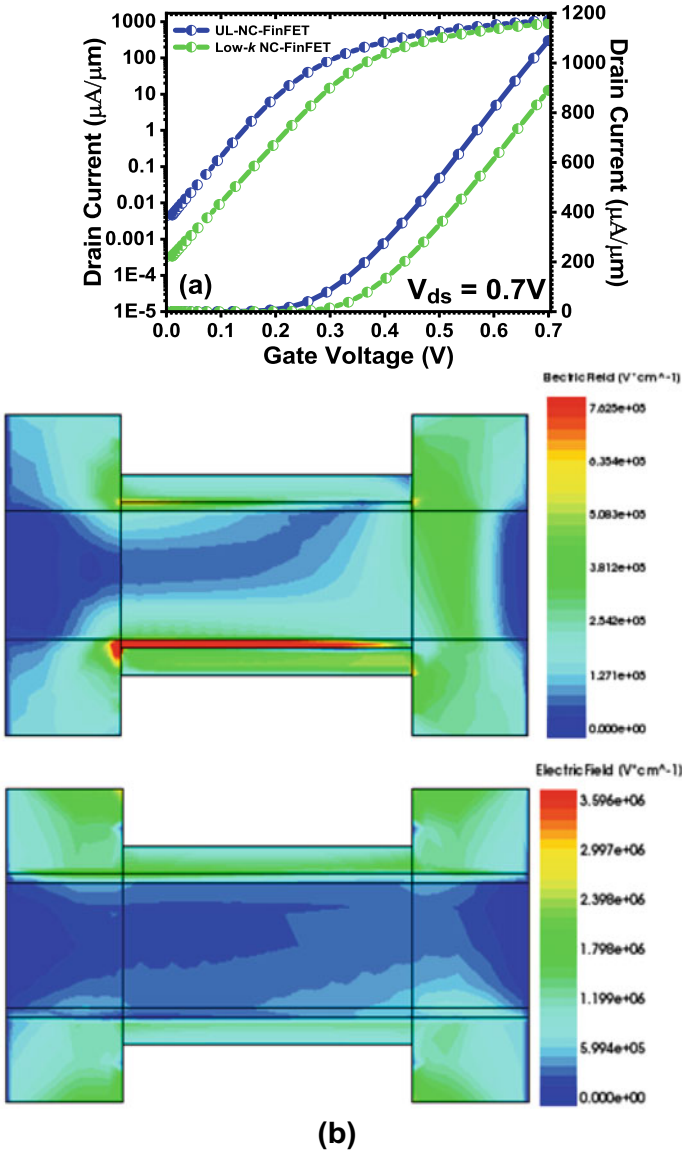 UL-NC-FinFET
Low-k NC-FinFET
Drain Current (μA/μm)
1000
100
10
1
0.1
0.01
0.001
1E-4
1E-5
1200
1000
800
600
400
200
0
Drain Current (μA/μm)
(a)
Vds = 0.7V
0.0 0.1 0.2 0.3 0.4 0.5 0.6 0.7
Gate Voltage (V)
ElectricField (V*cm^-1)
7.625e+05
6.354e+05
5.083e+05
3.812e+05
2.542e+05
1.271e+05
0.000e+00
ElectricField (V*cm^-1)
3.596e+06
2.997e+06
2.398e+06
1.798e+06
1.199e+06
5.994e+05
0.000e+00
(b)